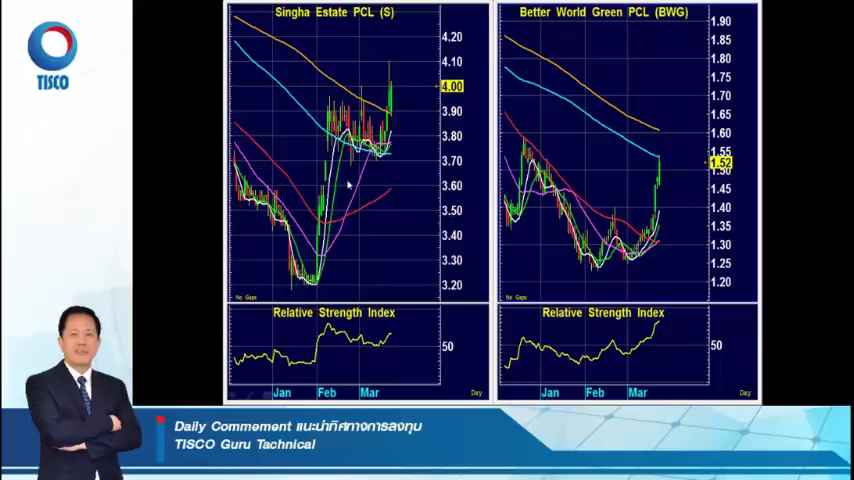 TISCO
Singha Estate PCL (S)
4.20
4.00
3.90
3.80
3.70
3.60
3.50
3.40
3.30
3.20
No Gaps
Relative Strength Index
50
Jan Feb Mar Day
Better World Green PCL (BWG)
1.90
1.85
1.80
1.75
1.70
1.65
1.60
1.55
1.52
1.50
1.45
1.40
1.35
1.30
1.25
1.20
No Gaps
Relative Strength Index
50
Jan Feb Mar Day
Daily Commement แนะนำทิศทางการลงทุน
TISCO Guru Tachnical